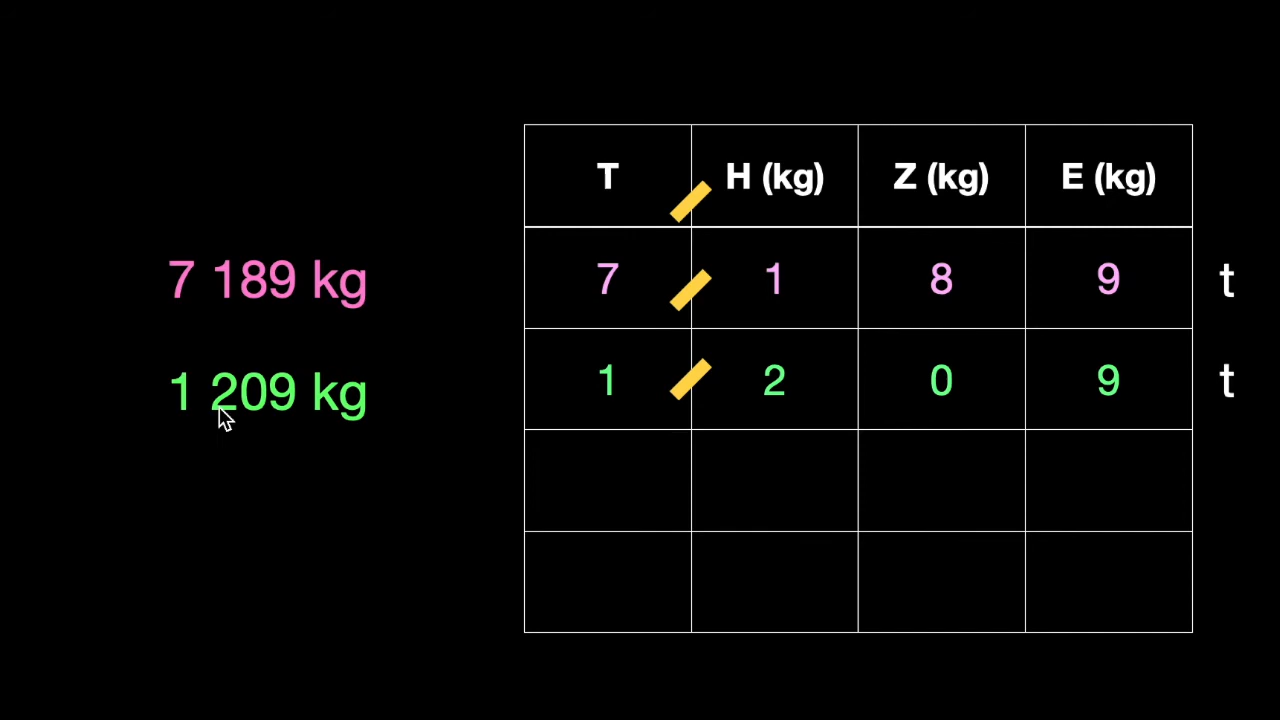 T H (kg) Z (kg) E (kg)
7 189 kg 7 1 8 9 t
1 209 kg 1 2 0 9 t